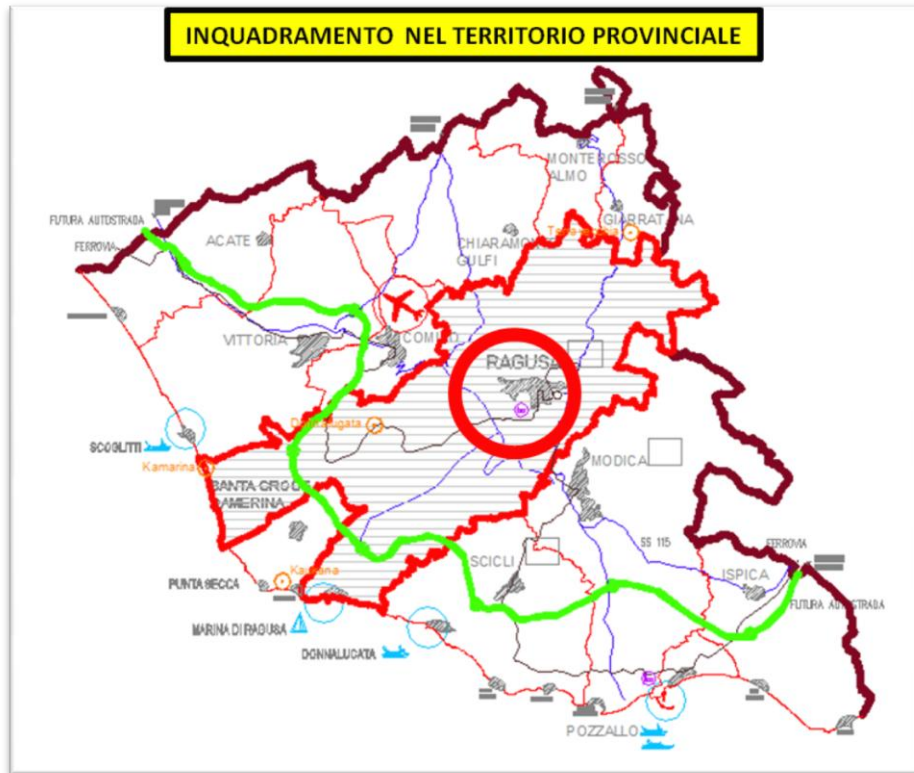 INQUADRAMENTO NEL TERRITORIO PROVINCIALE
MONTEROSSO
ALMO
GIARRATANA
FUTURA AUTOSTRADA
FERROVIA
ACATE
CHIARAMONTE
GULFI
VITTORIA
COMISO
RAGUSA
SCOGLITTI
Kamarina
MODICA
SANTA CROCE
CAMERINA
SS 115
FERROVIA
SCICLI
ISPICA
PUNTA SECCA
FUTURA AUTOSTRADA
MARINA DI RAGUSA
DONNALUCATA
POZZALLO